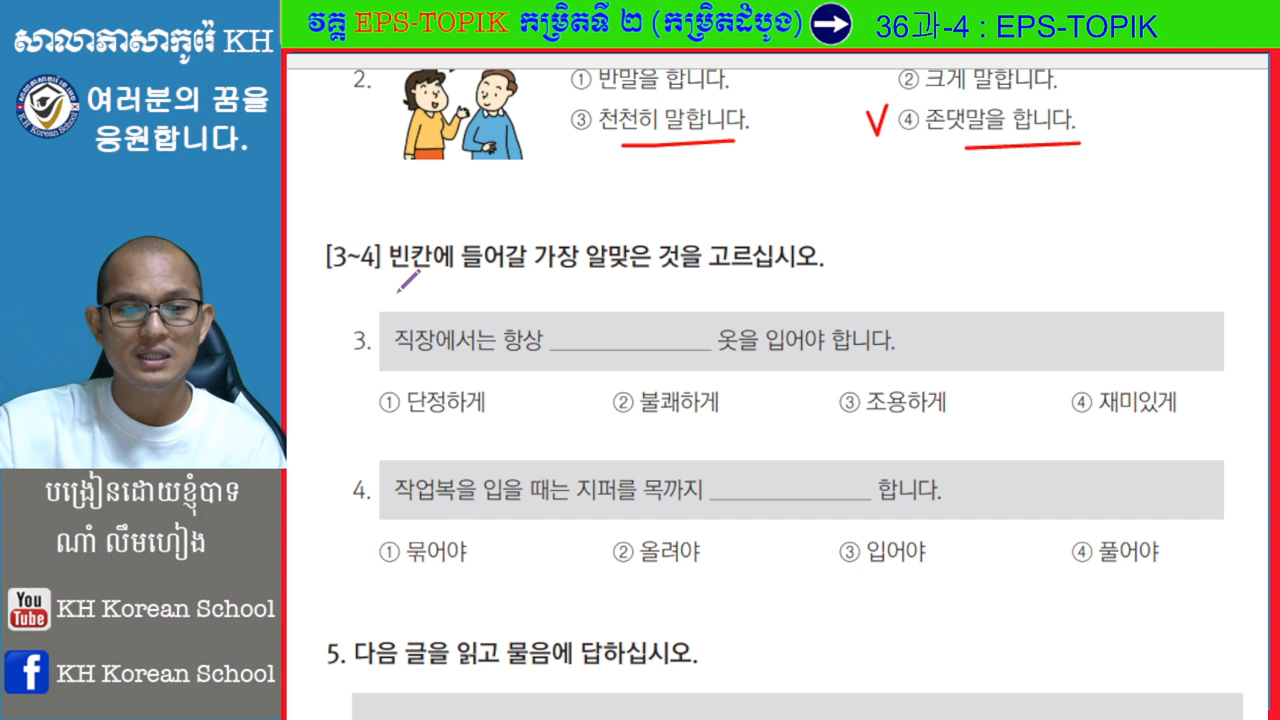 សាលាភាសាកូរ៉េ KH
여러분의 꿈을
응원합니다.
វគ្គ EPS-TOPIK កម្រិតទី ២ (កម្រិតដំបូង)
36과-4 : EPS-TOPIK
2.
① 반말을 합니다.
② 크게 말합니다.
③ 천천히 말합니다.
④ 존댓말을 합니다.
[3~4] 빈칸에 들어갈 가장 알맞은 것을 고르십시오.
3. 직장에서는 항상 ______________ 옷을 입어야 합니다.
① 단정하게 ② 불쾌하게 ③ 조용하게 ④ 재미있게
4. 작업복을 입을 때는 지퍼를 목까지 ______________ 합니다.
① 묶어야 ② 올려야 ③ 입어야 ④ 풀어야
5. 다음 글을 읽고 물음에 답하십시오.
បង្រៀនដោយខ្ញុំបាទ
ណាំ លឹមហៀង
You Tube KH Korean School
f KH Korean School